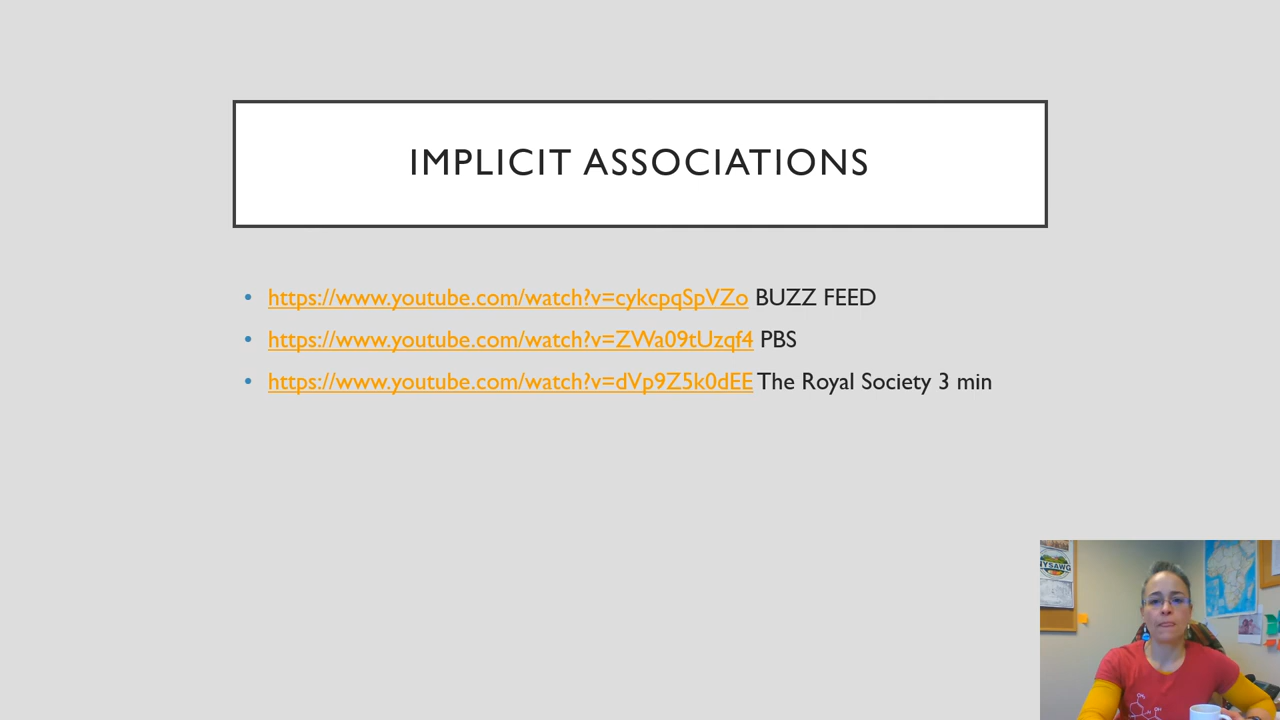 IMPLICIT ASSOCIATIONS
• https://www.youtube.com/watch?v=cykcpqSpVZo BUZZ FEED
• https://www.youtube.com/watch?v=ZWa09tUzqf4 PBS
• https://www.youtube.com/watch?v=dVp9Z5k0dEE The Royal Society 3 min
NYSAWG